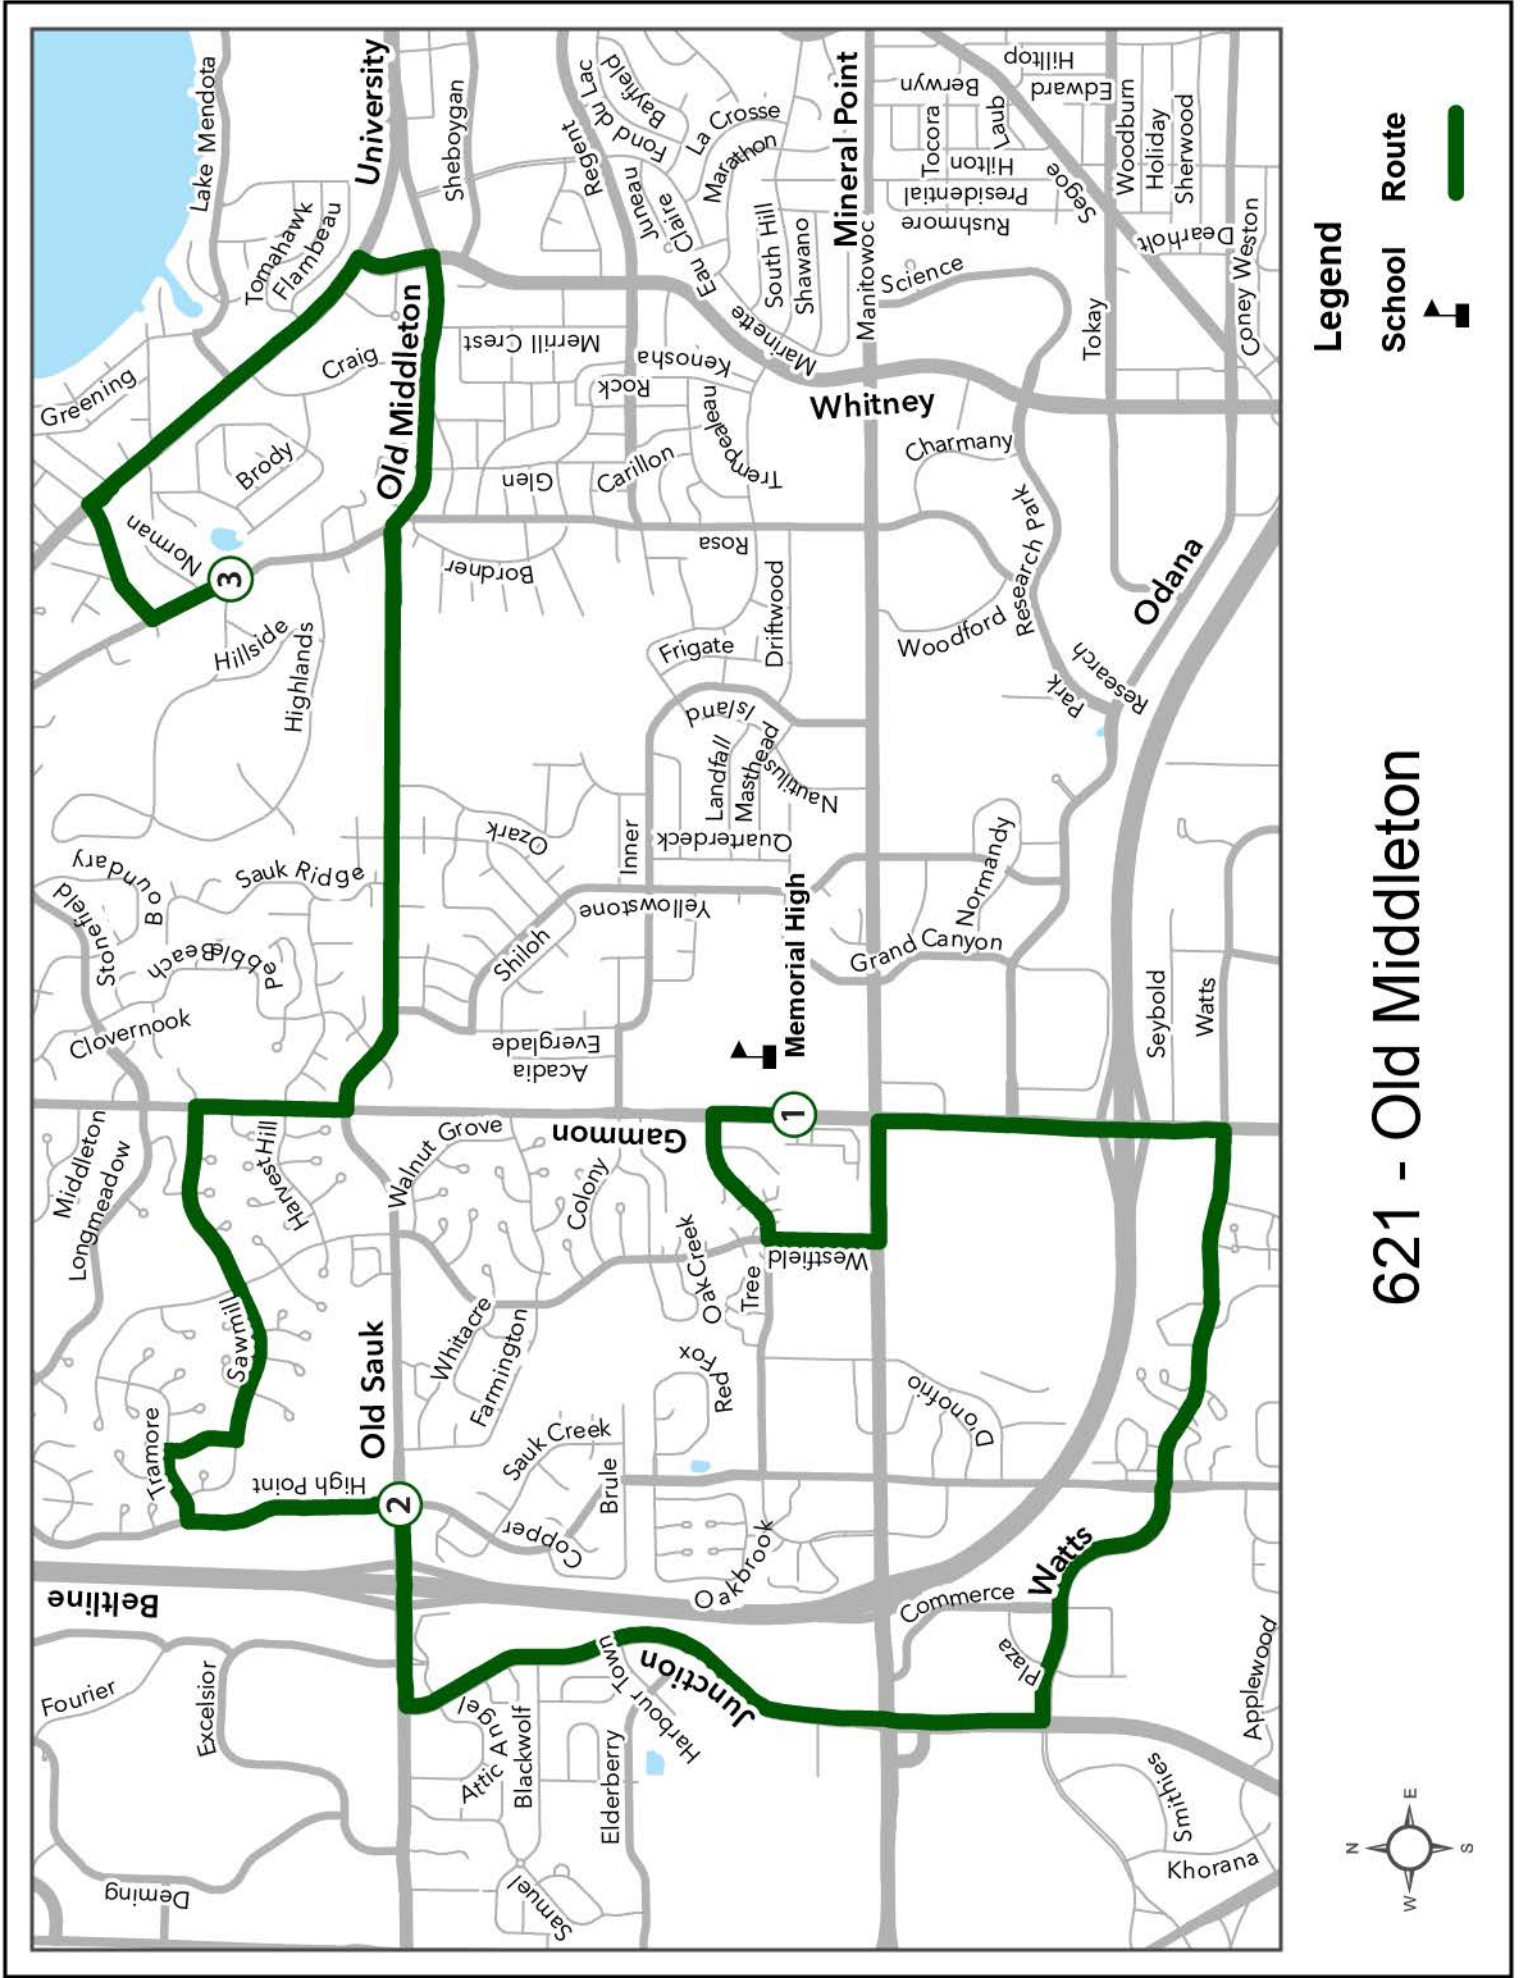 Beltline
Fourier
Excelsior
Deming
Samuel
Attic Angel
Blackwolf
Elderberry
Harbour Town
Junction
Smithies
Khorana
Applewood
Plaza
Commerce
Watts
Oakbrook
Copper
Brule
Sauk Creek
Red Fox
D'onofrio
Old Sauk
2
High Point
Tramore
Sawmill
Longmeadow
Middleton
Harvest Hill
Whitacre
Farmington
Walnut Grove
Colony
Oak Creek
Tree
Westfield
Gammon
1
Memorial High
Clovernook
Stonefield
Boundary
Pebble Beach
Sauk Ridge
Acadia
Everglade
Shiloh
Yellowstone
Ozark
Inner
Quarterdeck
Landfall
Masthead
Nautilus
Island
Frigate
Driftwood
Grand Canyon
Normandy
Seybold
Watts
Highlands
Hillside
3
Norman
Brody
Greening
Craig
Old Middleton
Bordner
Glen
Carillon
Rosa
Trempealeau
Rock
Kenosha
Merrill Crest
Marinette
Whitney
Charmany
Woodford
Research Park
Research
Park
Odana
Tokay
Tomahawk
Flambeau
Lake Mendota
University
Sheboygan
Regent
Fond du Lac
Bayfield
La Crosse
Marathon
Juneau
Eau Claire
South Hill
Shawano
Mineral Point
Manitowoc
Science
Rushmore
Presidential
Hilton
Tocora
Laub
Berwyn
Edward
Hilltop
Segoe
Woodburn
Holiday
Sherwood
Dearholt
Coney Weston
621 - Old Middleton
Legend
School
Route
N
W
E
S